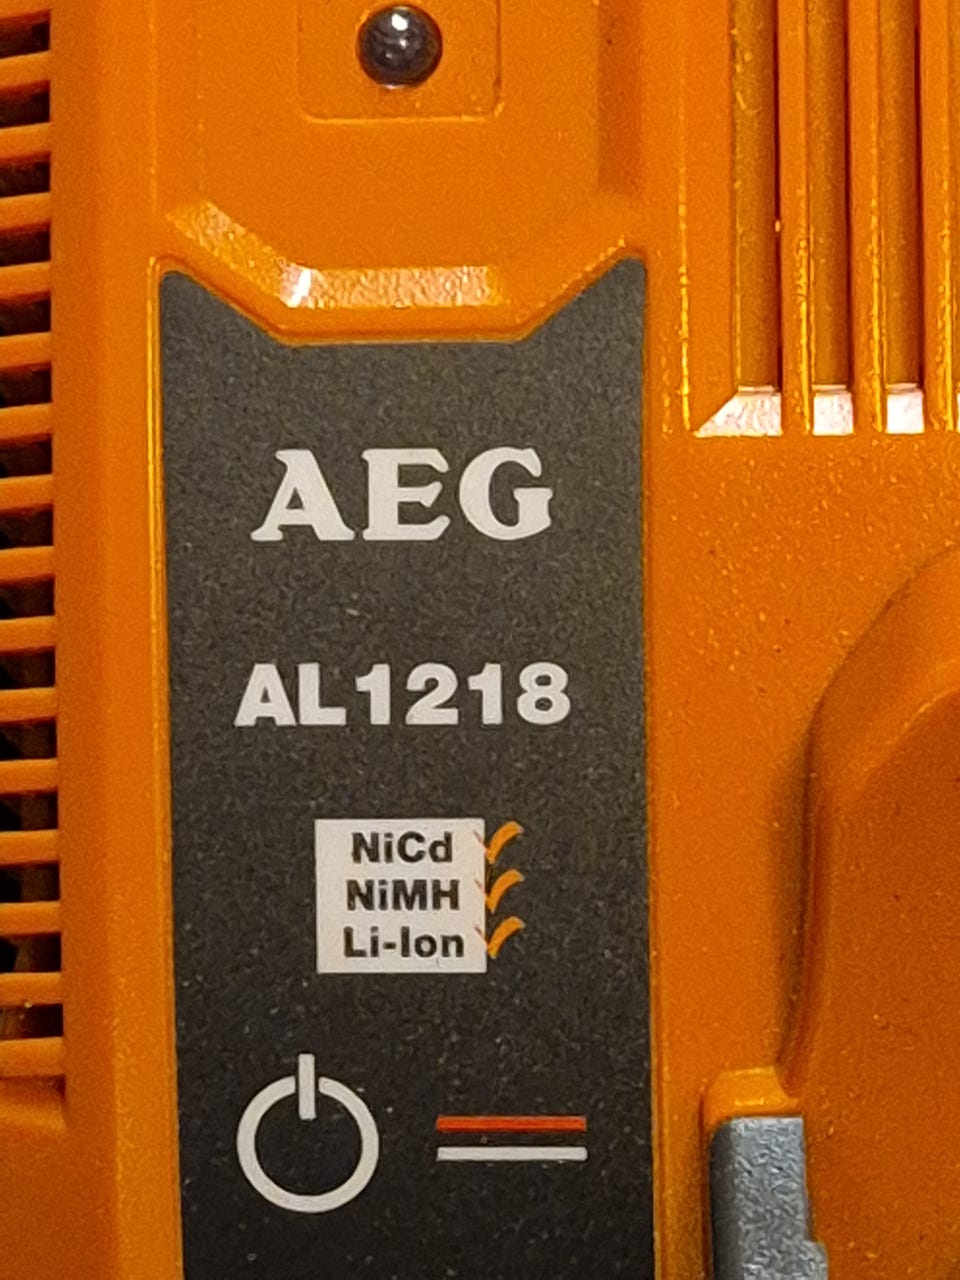 AEG
AL1218
NiCd
NiMH
Li-Ion